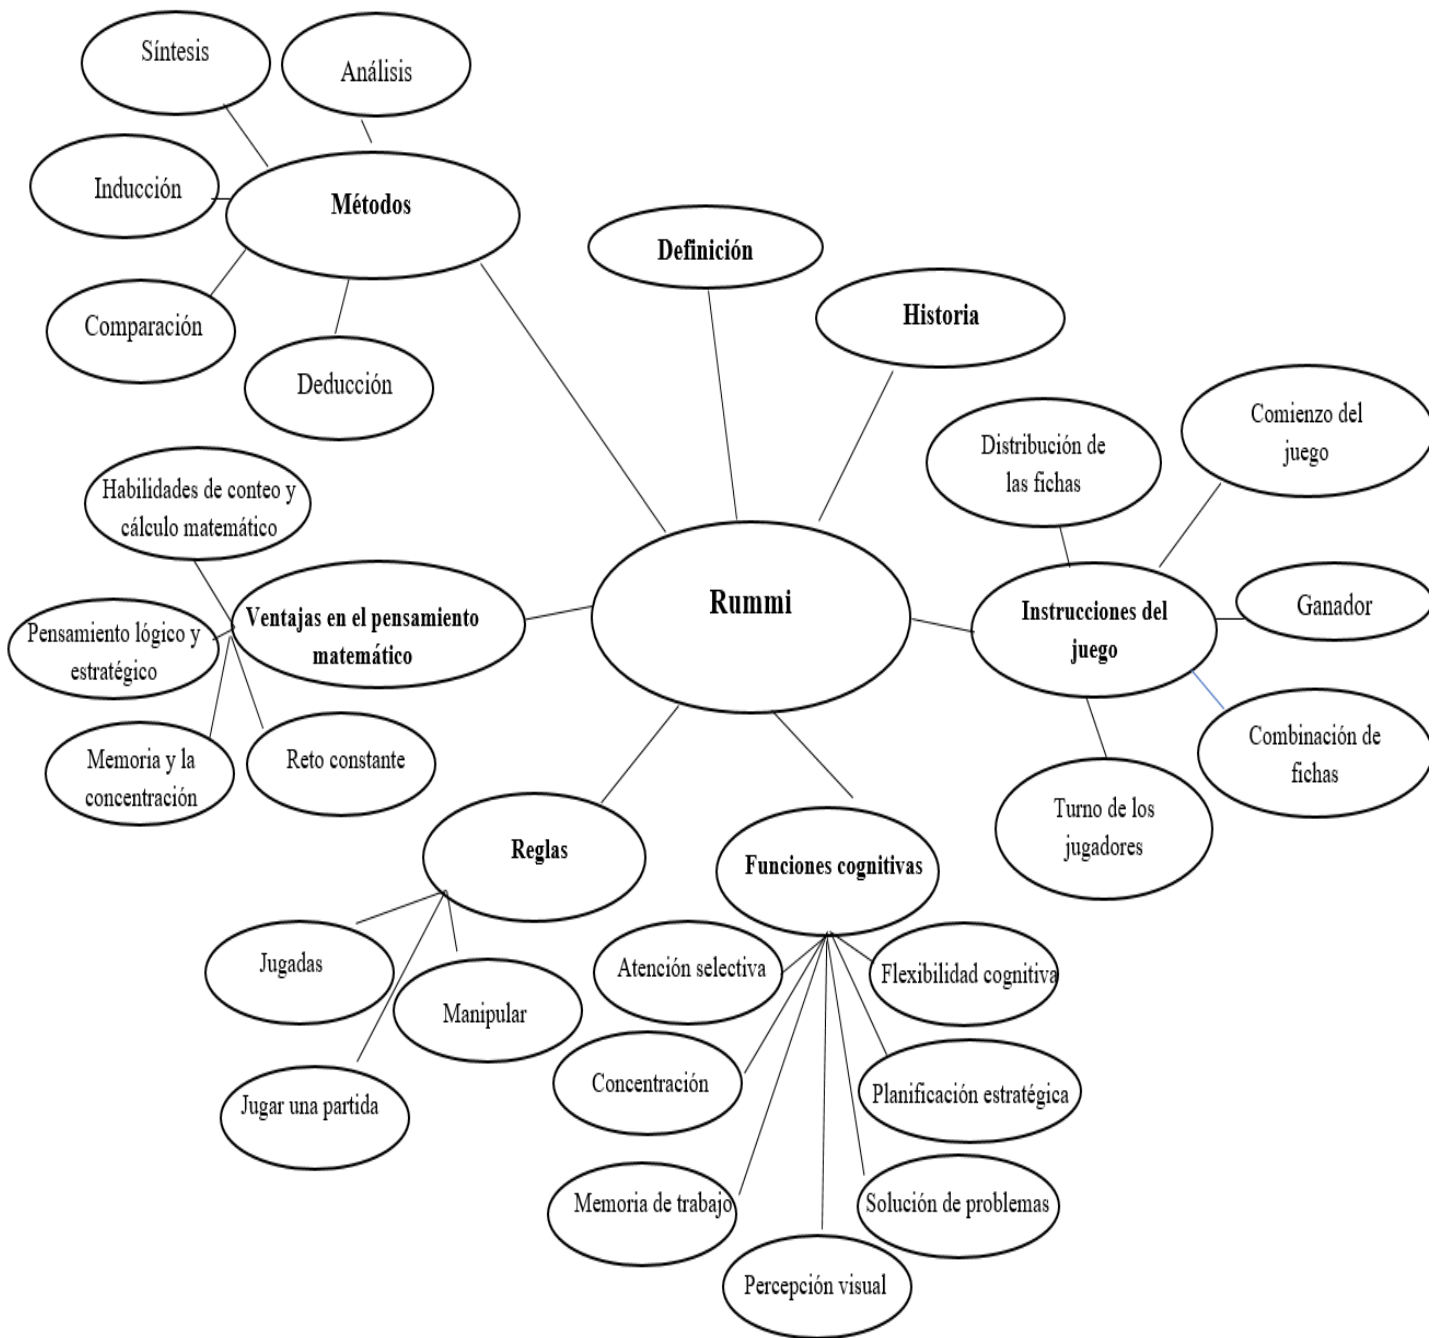 Síntesis
Análisis
Inducción
Métodos
Comparación
Deducción
Definición
Historia
Distribución de
las fichas
Comienzo del
juego
Habilidades de conteo y
cálculo matemático
Pensamiento lógico y
estratégico
Ventajas en el pensamiento
matemático
Memoria y la
concentración
Reto constante
Rummi
Instrucciones del
juego
Ganador
Combinación de
fichas
Turno de los
jugadores
Reglas
Jugadas
Manipular
Jugar una partida
Funciones cognitivas
Atención selectiva
Flexibilidad cognitiva
Concentración
Planificación estratégica
Memoria de trabajo
Solución de problemas
Percepción visual